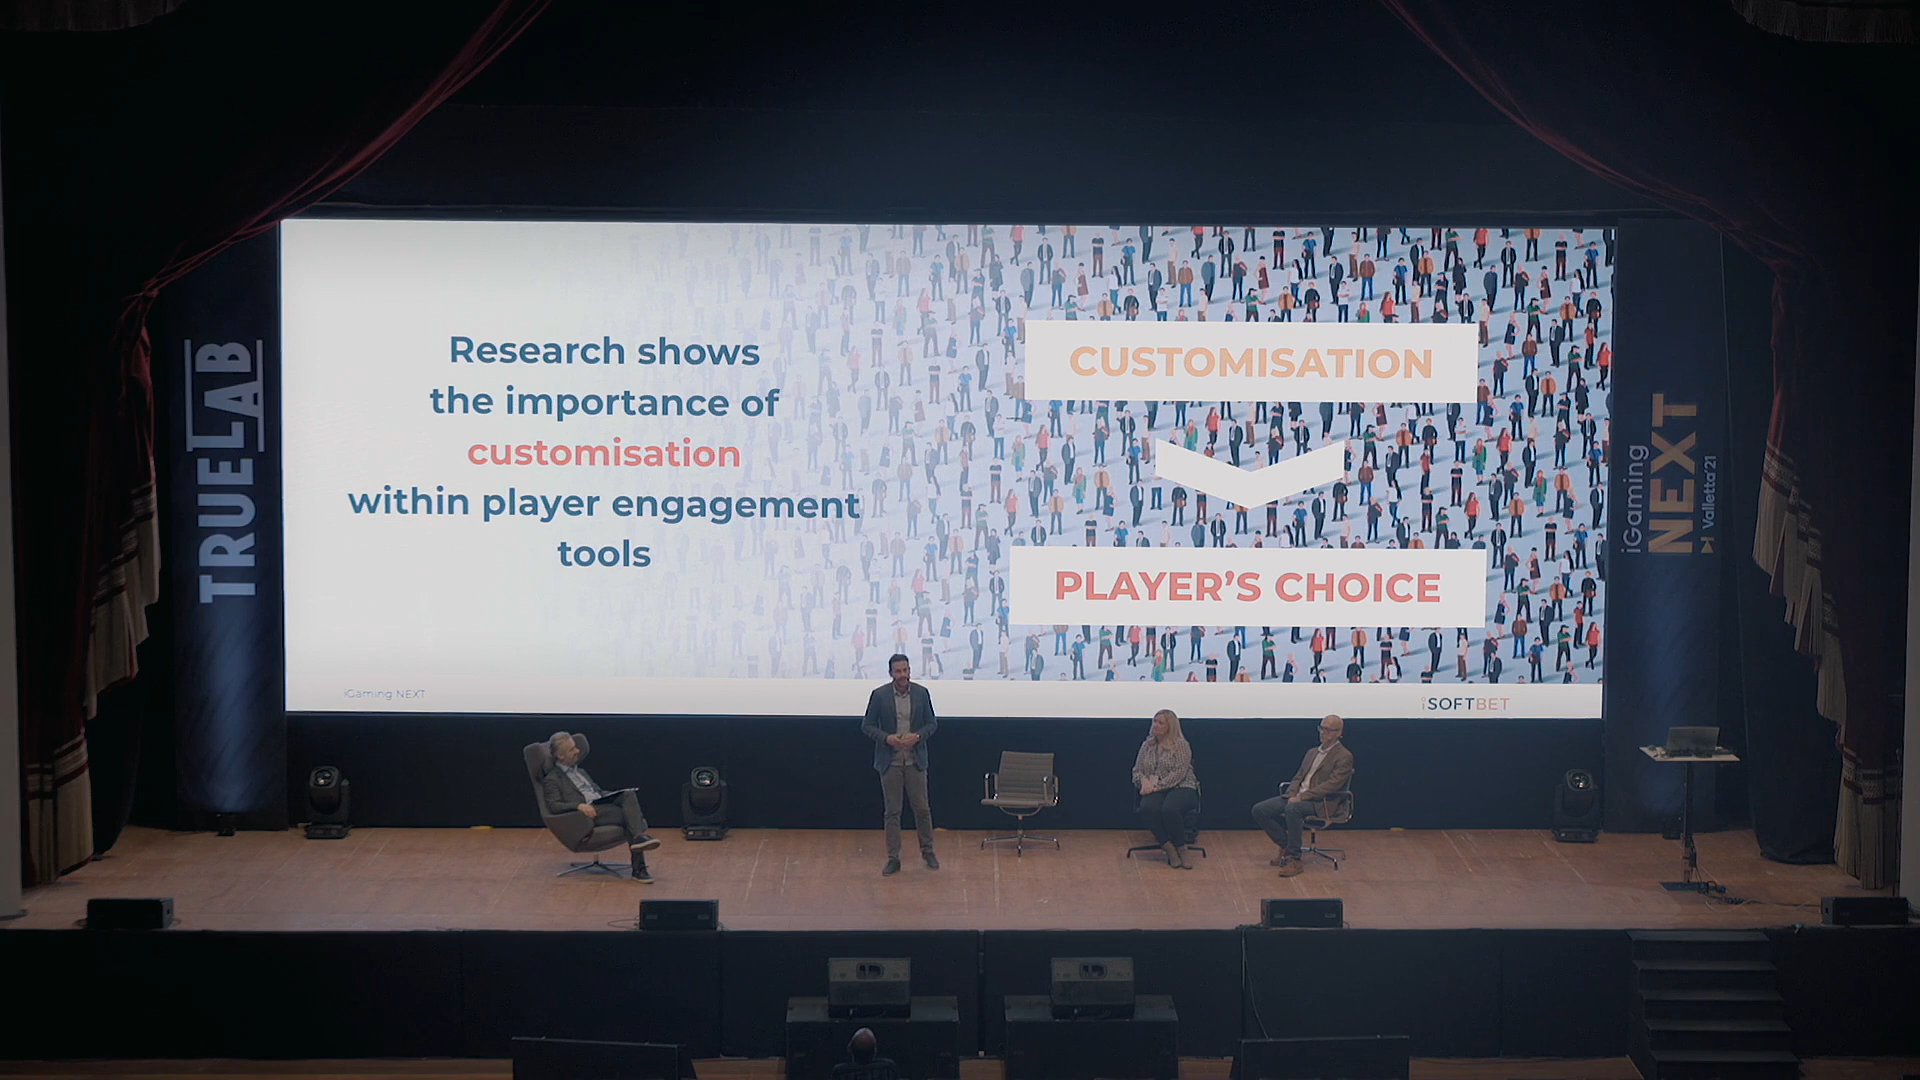 TRUELAB
Research shows
the importance of
customisation
within player engagement
tools
CUSTOMISATION
PLAYER'S CHOICE
iGaming NEXT
iSOFTBET
iGaming
NEXT
Valletta'21